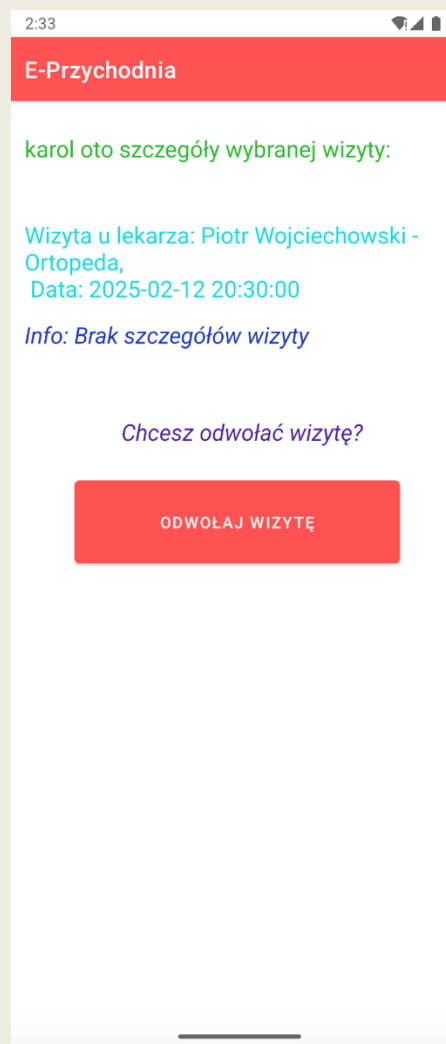 2:33
E-Przychodnia
karol oto szczegóły wybranej wizyty:
Wizyta u lekarza: Piotr Wojciechowski -
Ortopeda,
Data: 2025-02-12 20:30:00
Info: Brak szczegółów wizyty
Chcesz odwołać wizytę?
ODWOŁAJ WIZYTĘ